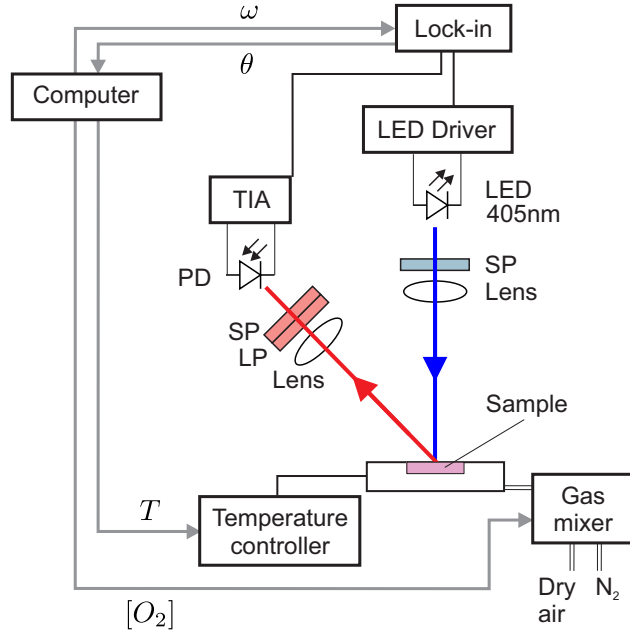 ω
Lock-in
θ
Computer
LED Driver
TIA
LED
405nm
PD
SP
Lens
SP
LP
Lens
Sample
T
Temperature
controller
Gas
mixer
Dry
air
N₂
[O₂]